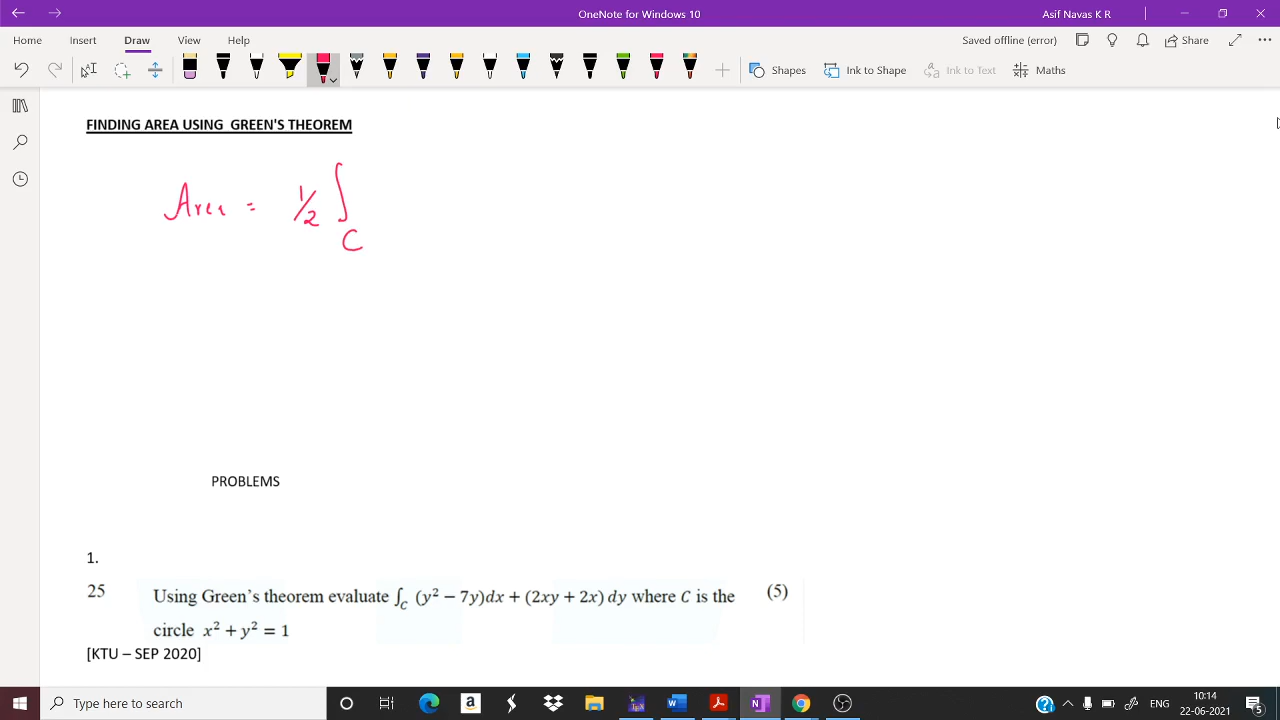 OneNote for Windows 10
Asif Navas K R
Home Insert Draw View Help
Saved offline (error) Share
Shapes Ink to Shape Ink to Text Maths
FINDING AREA USING GREEN'S THEOREM
Area = 1/2 ∫_C
PROBLEMS
1.
25 Using Green's theorem evaluate ∫_C (y² − 7y)dx + (2xy + 2x) dy where C is the (5)
circle x² + y² = 1
[KTU – SEP 2020]
Type here to search
ENG
10:14
22-06-2021
5